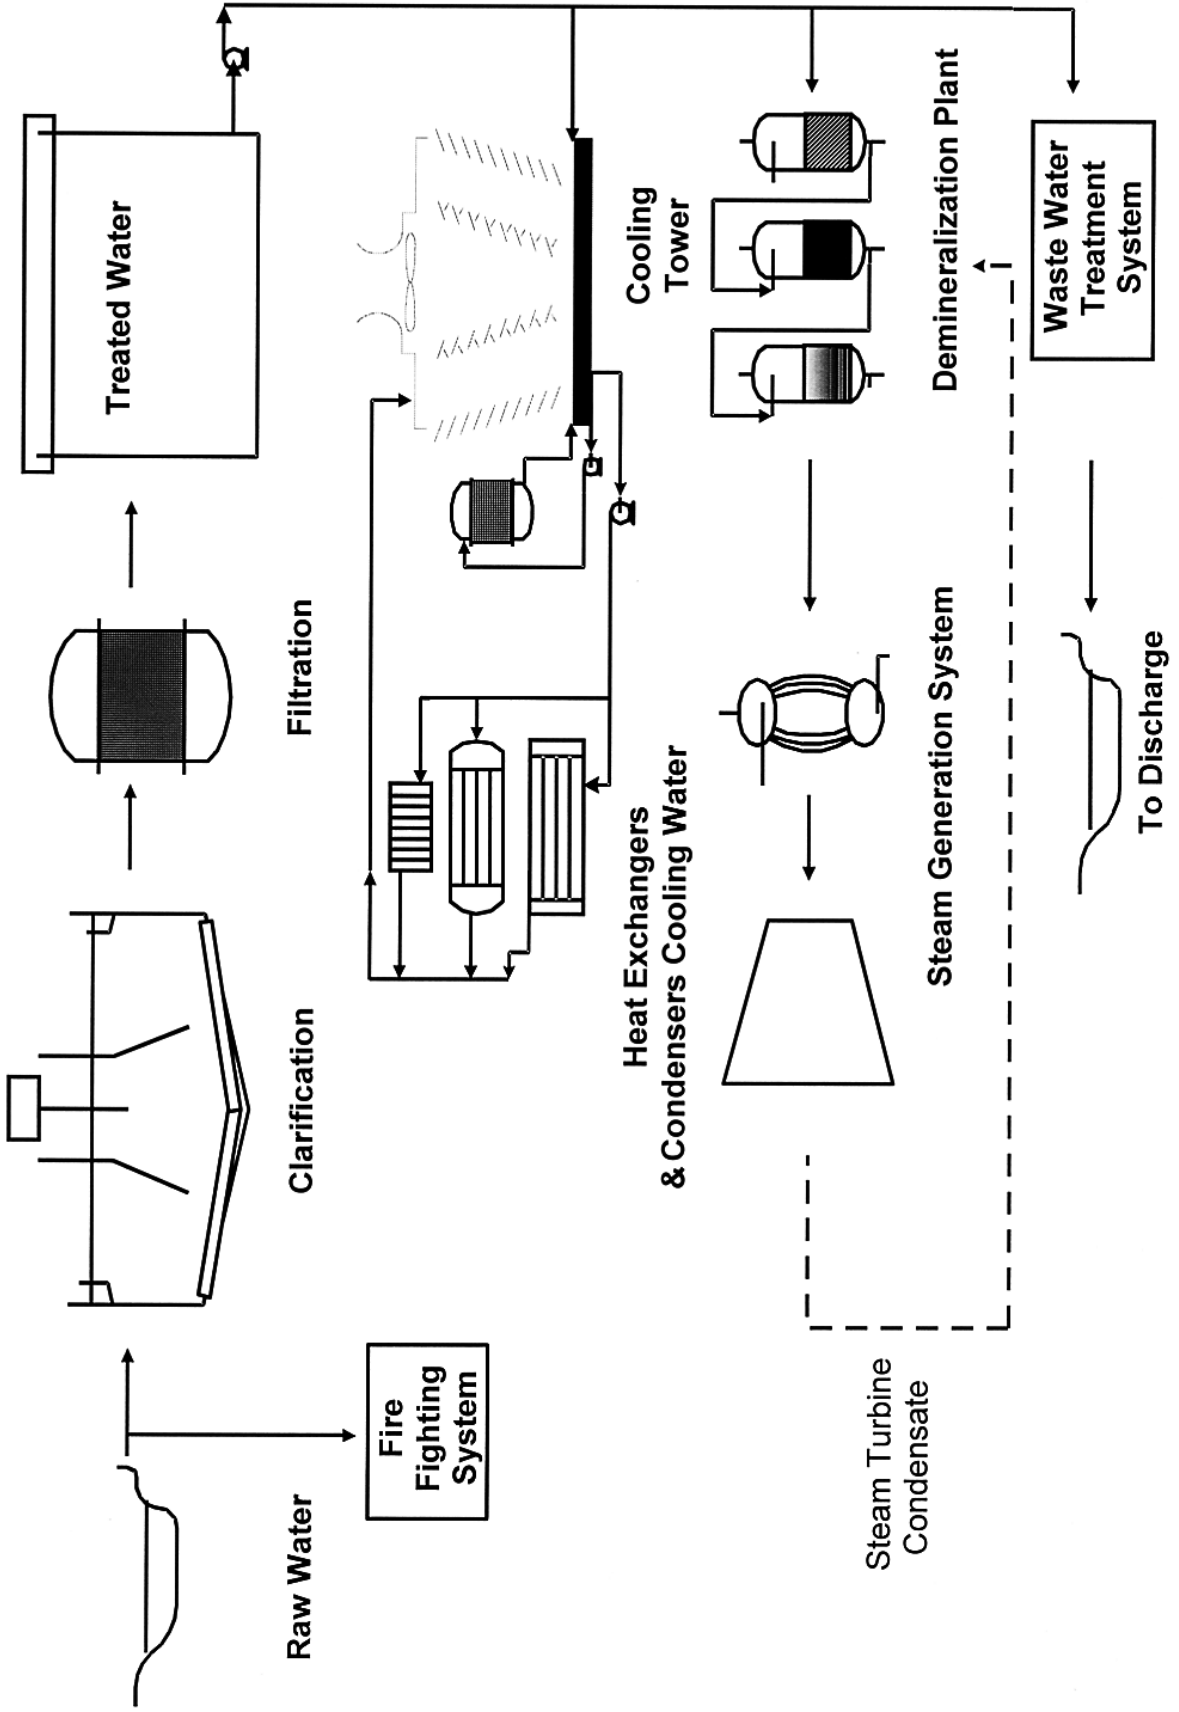 Raw Water
Clarification
Filtration
Treated Water
Fire
Fighting
System
Heat Exchangers
& Condensers Cooling Water
Cooling
Tower
Steam Turbine
Condensate
Steam Generation System
Demineralization Plant
To Discharge
Waste Water
Treatment
System